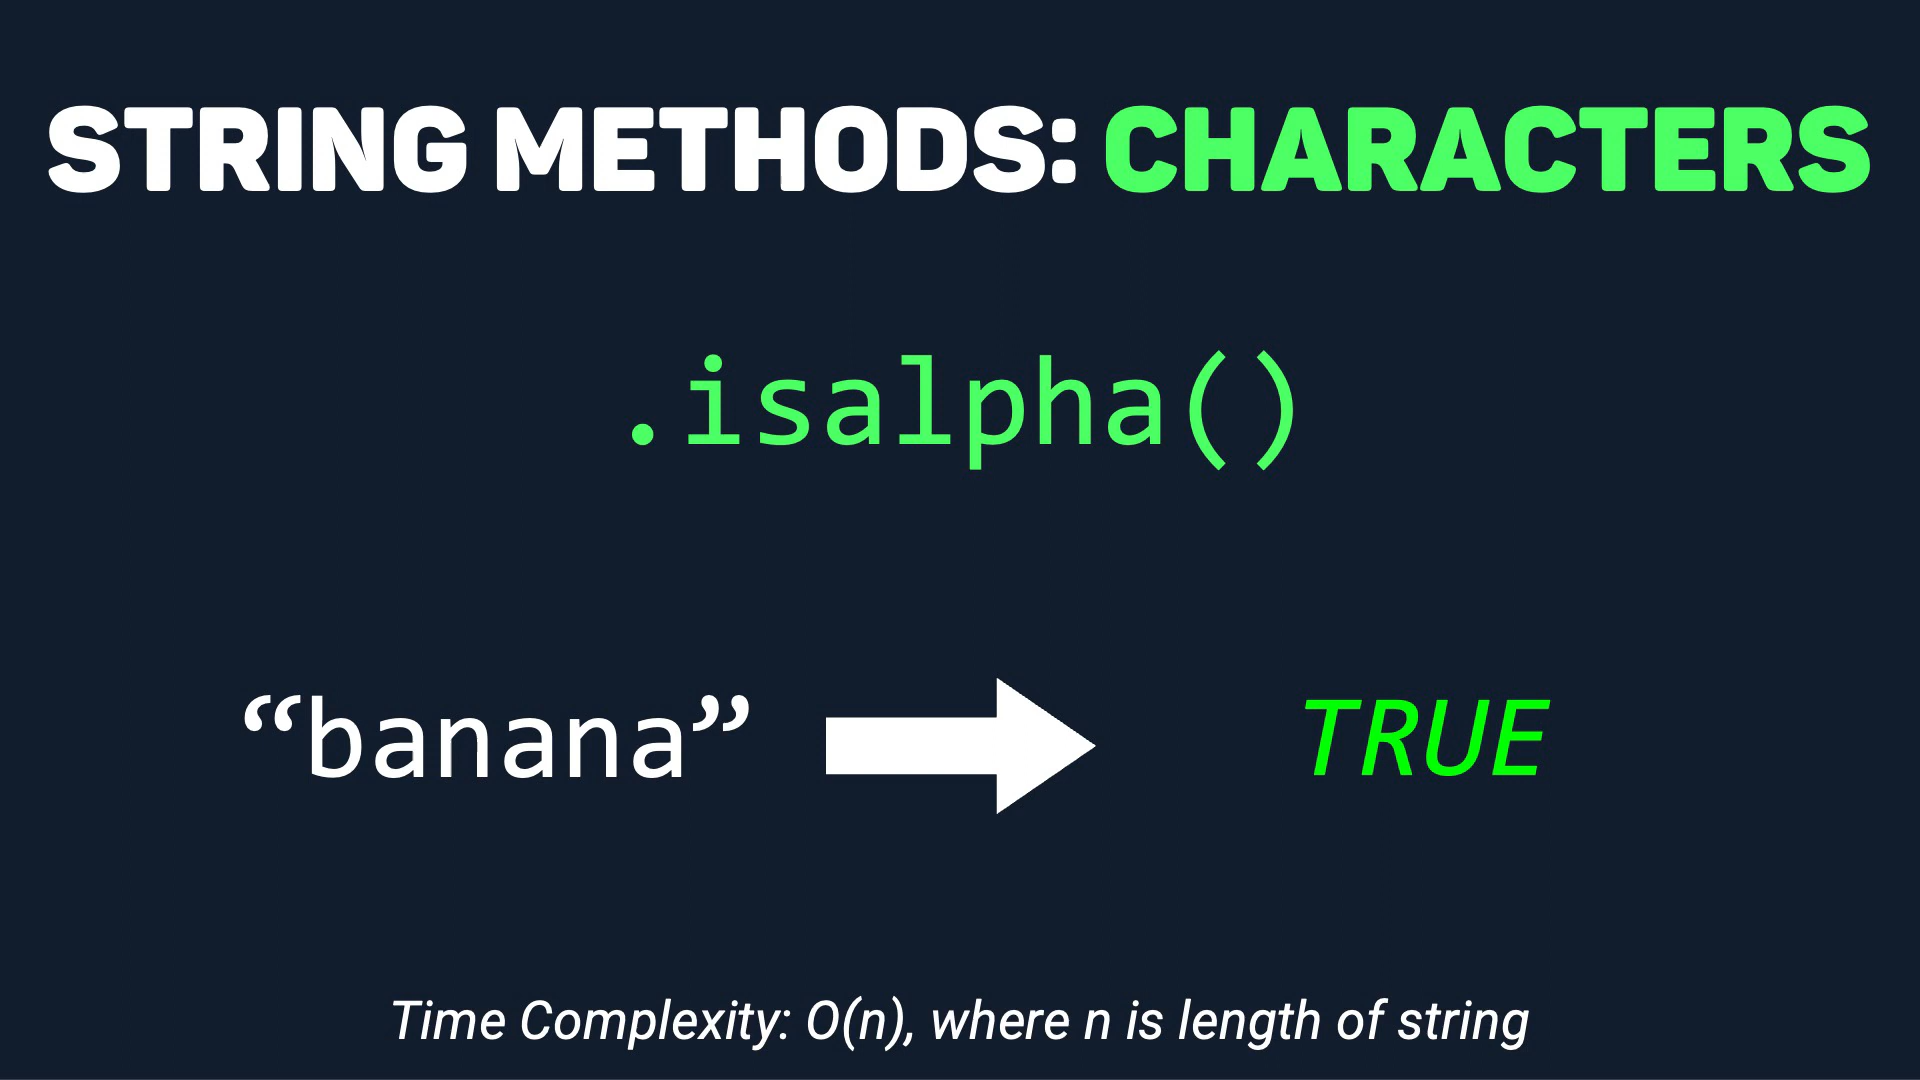 STRING METHODS: CHARACTERS
.isalpha()
“banana” TRUE
Time Complexity: O(n), where n is length of string